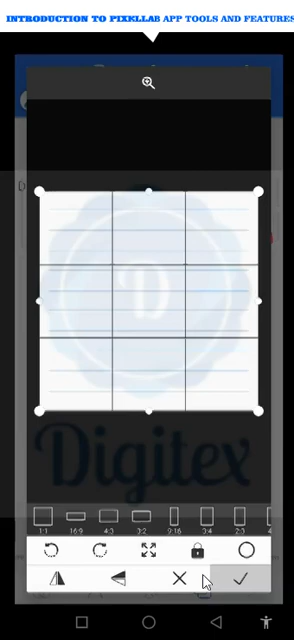 INTRODUCTION TO PIXELLAB APP TOOLS AND FEATURES
D
Digitex
1:1 16:9 4:3 3:2 9:16 3:4 2:3